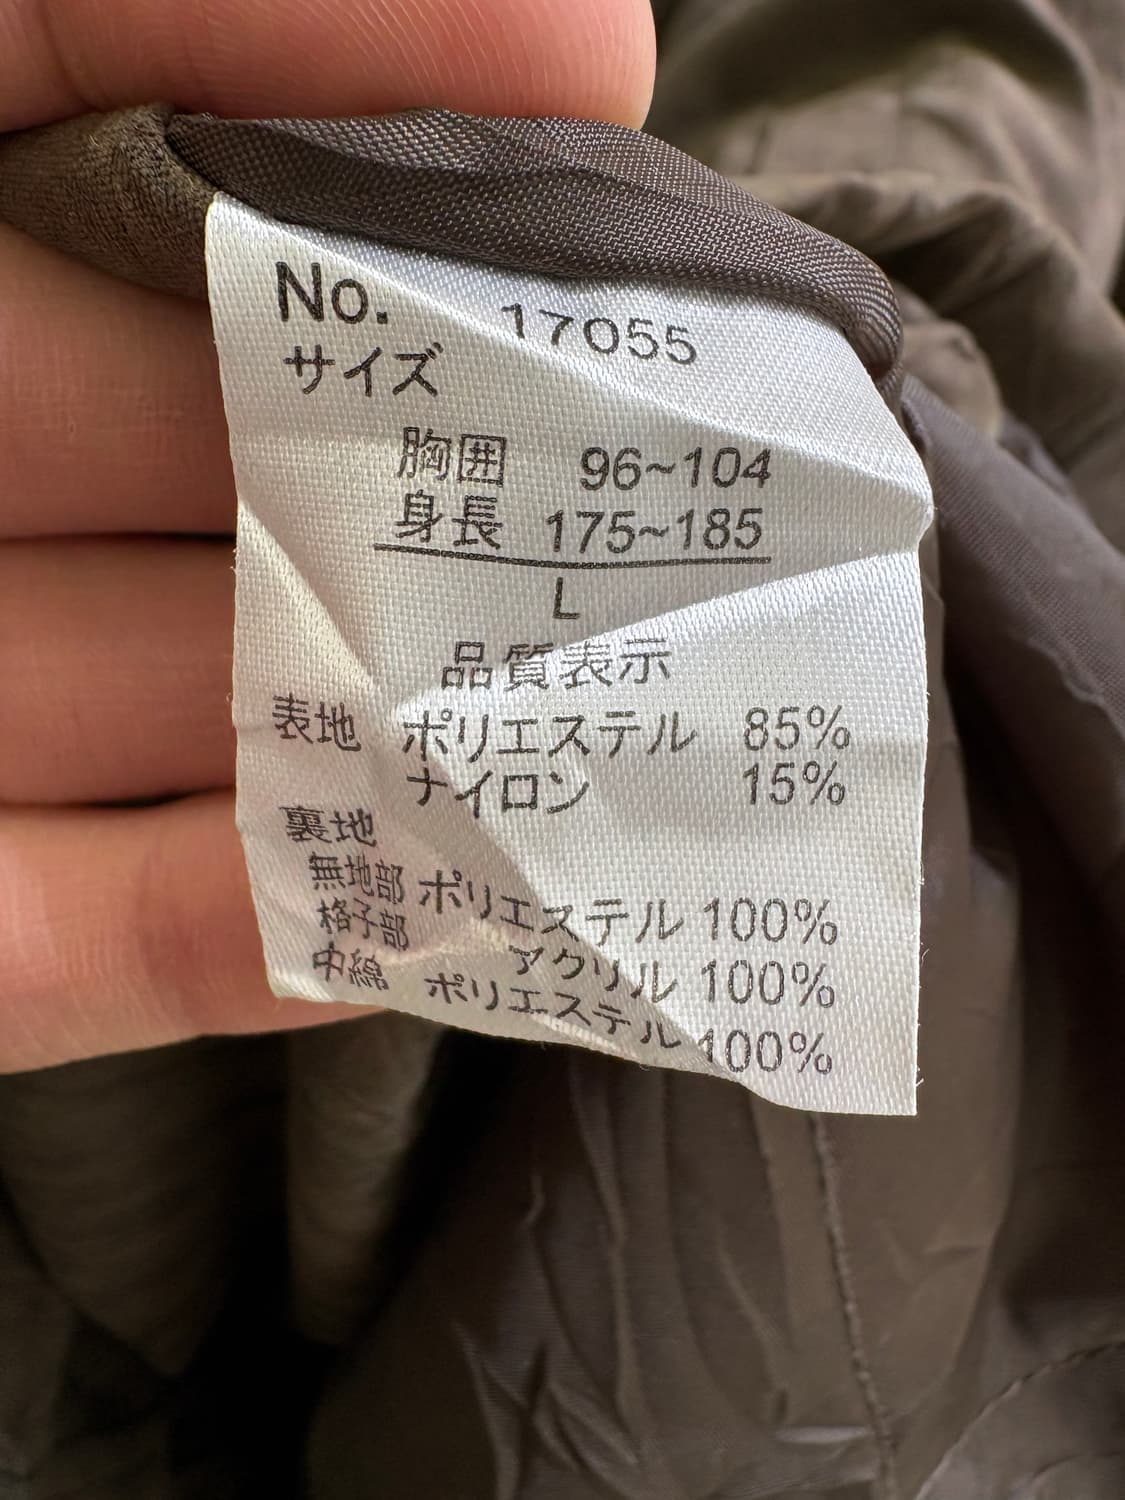 No. 17055
サイズ
胸囲 96~104
身長 175~185
L
品質表示
表地 ポリエステル 85%
ナイロン 15%
裏地
無地部 ポリエステル 100%
格子部 アクリル 100%
中綿 ポリエステル 100%